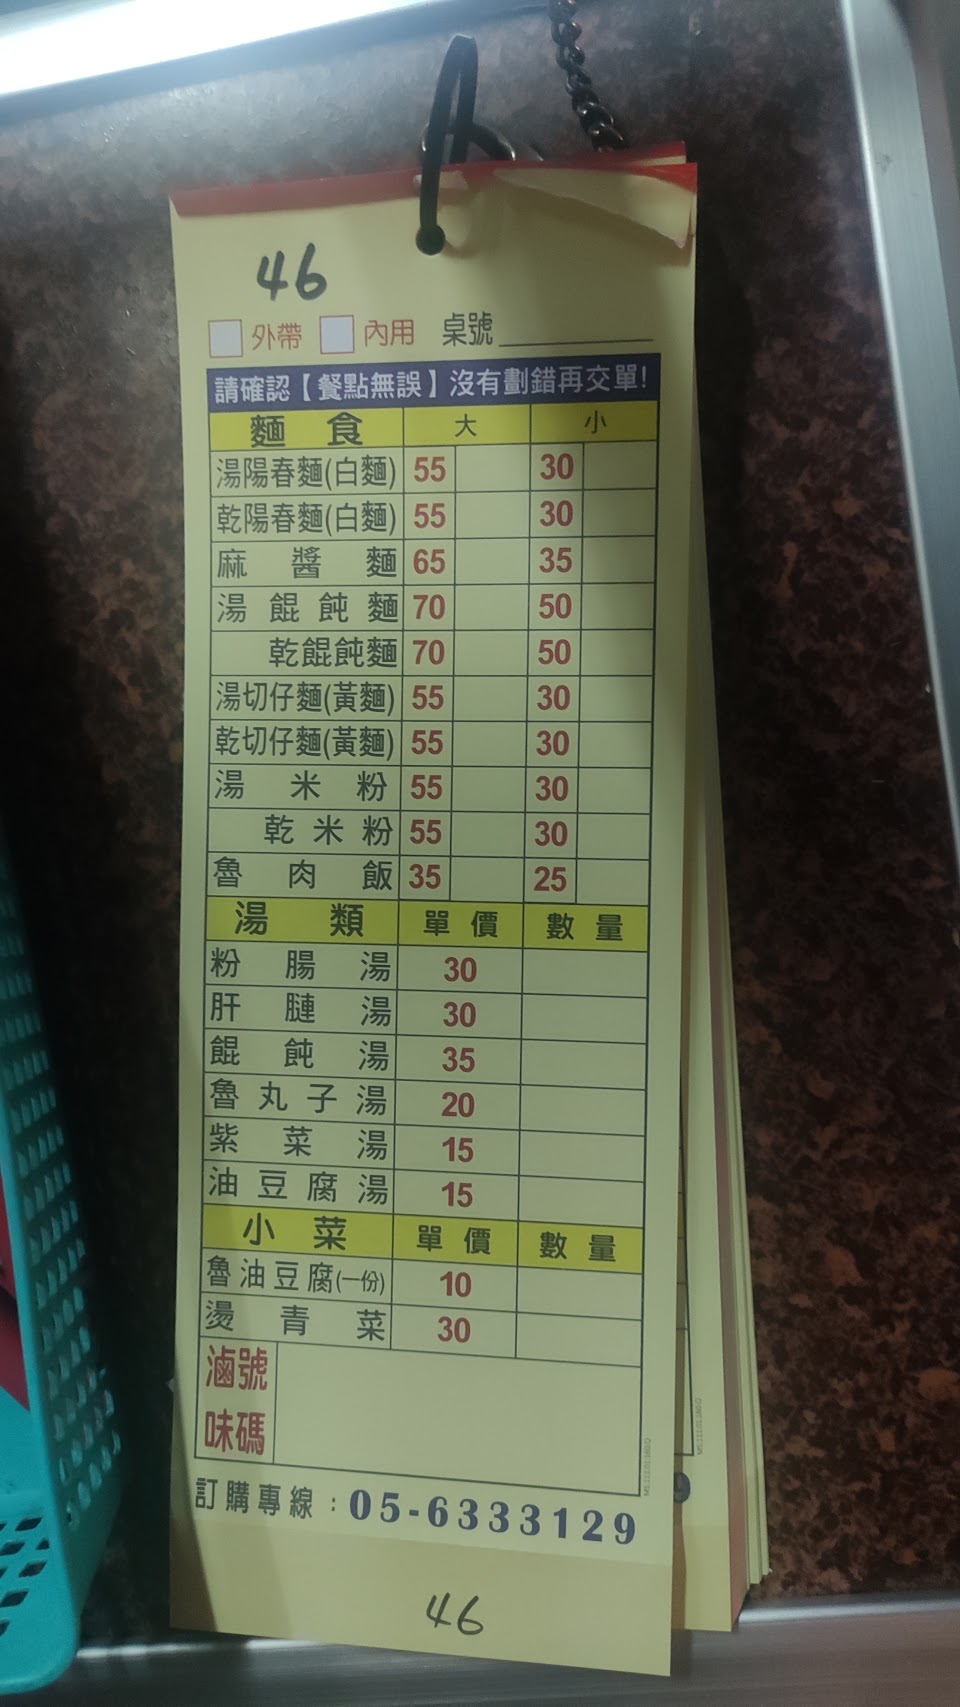 46
外帶 內用 桌號
請確認【餐點無誤】沒有劃錯再交單!
麵食 大 小
湯陽春麵(白麵) 55 30
乾陽春麵(白麵) 55 30
麻醬麵 65 35
湯餛飩麵 70 50
乾餛飩麵 70 50
湯切仔麵(黃麵) 55 30
乾切仔麵(黃麵) 55 30
湯米粉 55 30
乾米粉 55 30
魯肉飯 35 25
湯類 單價 數量
粉腸湯 30
肝腱湯 30
餛飩湯 35
魯丸子湯 20
紫菜湯 15
油豆腐湯 15
小菜 單價 數量
魯油豆腐(一份) 10
燙青菜 30
滷味號碼
訂購專線：05-6333129
46
9